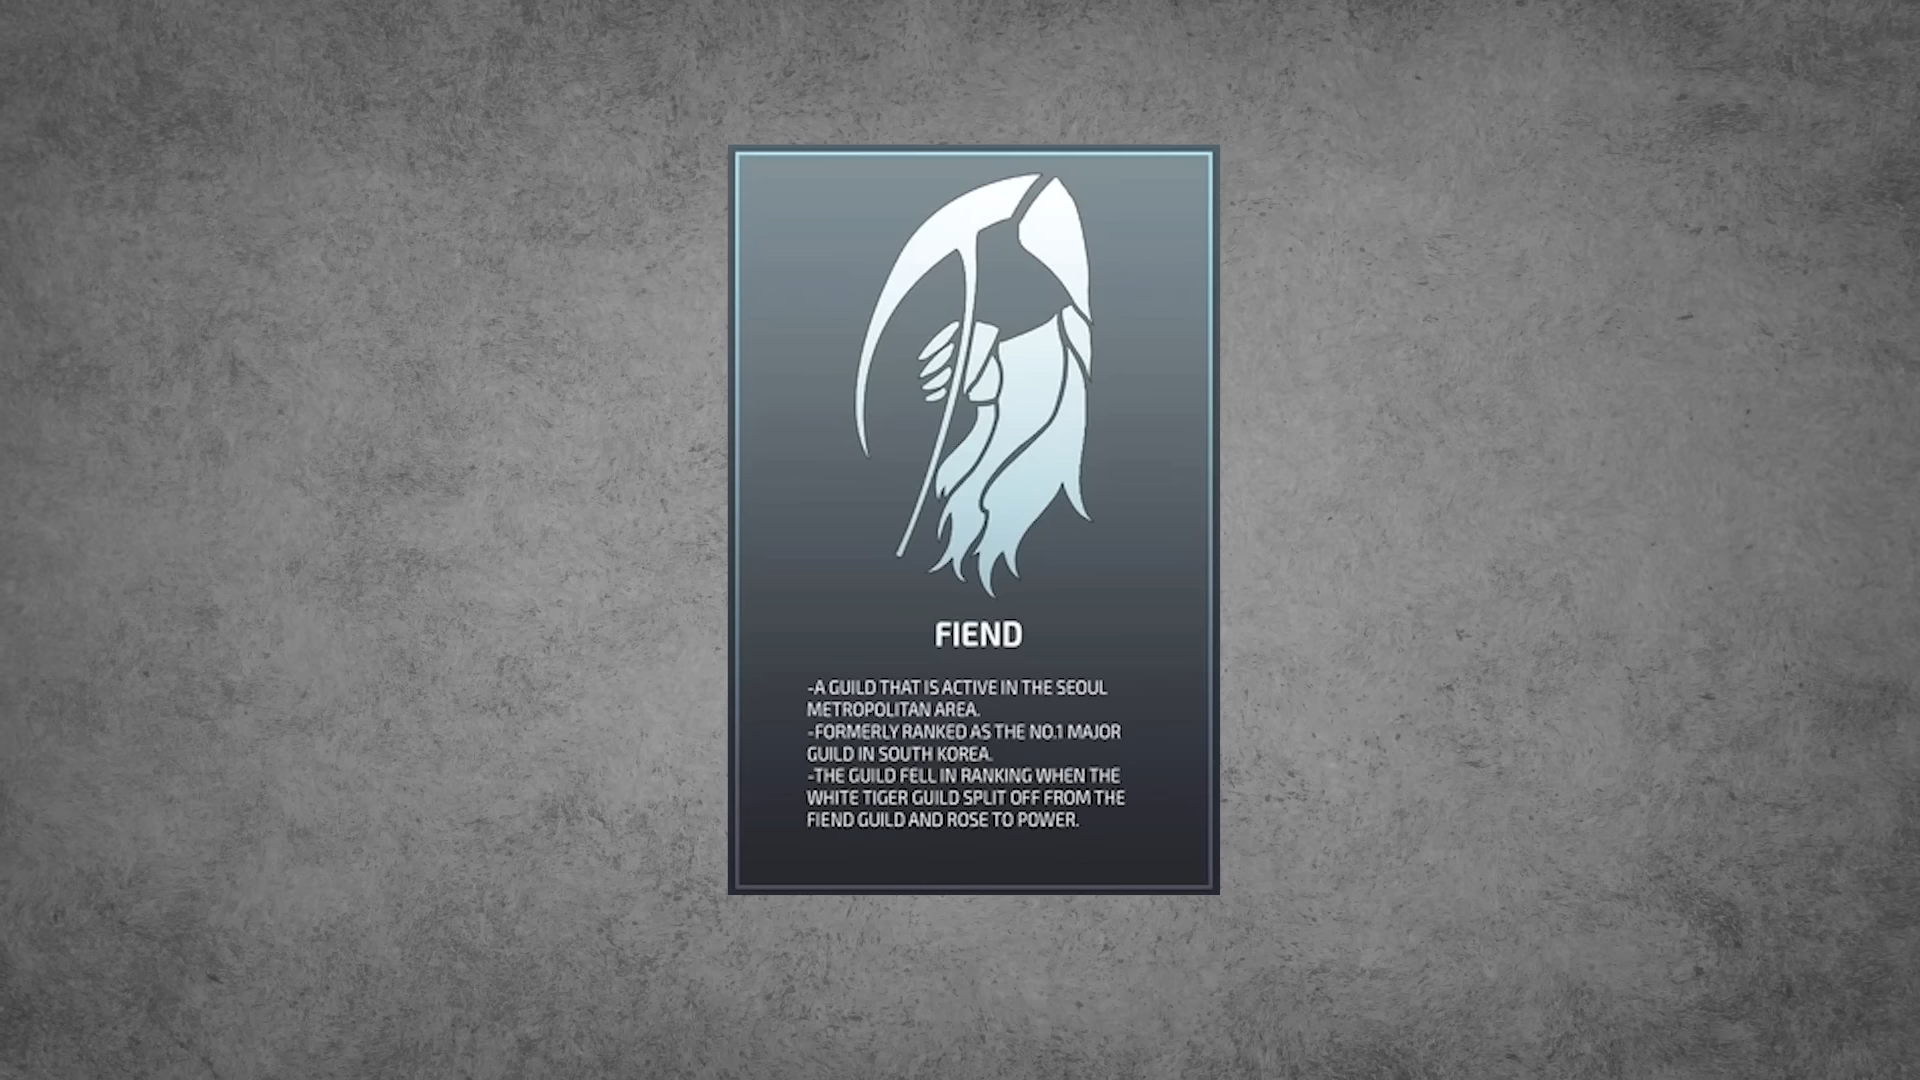 FIEND
-A GUILD THAT IS ACTIVE IN THE SEOUL
METROPOLITAN AREA.
-FORMERLY RANKED AS THE NO.1 MAJOR
GUILD IN SOUTH KOREA.
-THE GUILD FELL IN RANKING WHEN THE
WHITE TIGER GUILD SPLIT OFF FROM THE
FIEND GUILD AND ROSE TO POWER.